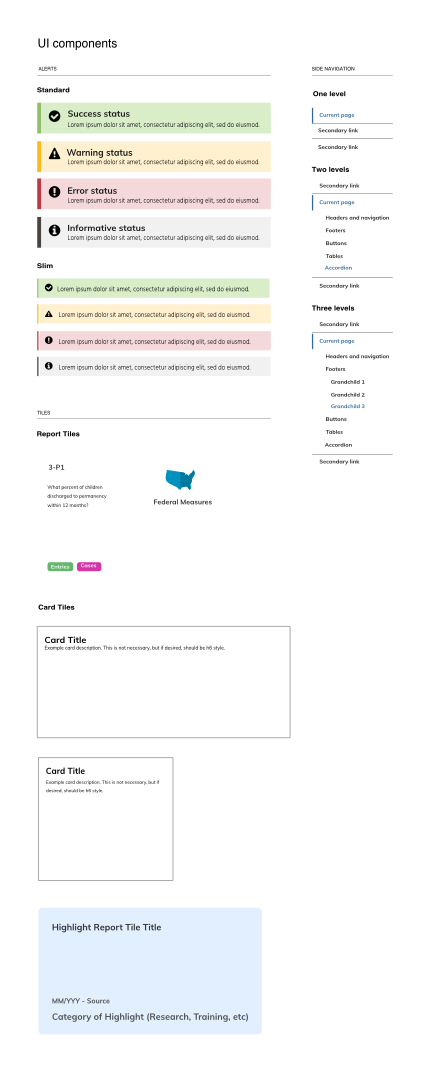 UI components
ALERTS
Standard
Success status
Lorem ipsum dolor sit amet, consectetur adipiscing elit, sed do eiusmod.
Warning status
Lorem ipsum dolor sit amet, consectetur adipiscing elit, sed do eiusmod.
Error status
Lorem ipsum dolor sit amet, consectetur adipiscing elit, sed do eiusmod.
Informative status
Lorem ipsum dolor sit amet, consectetur adipiscing elit, sed do eiusmod.
Slim
Lorem ipsum dolor sit amet, consectetur adipiscing elit, sed do eiusmod.
Lorem ipsum dolor sit amet, consectetur adipiscing elit, sed do eiusmod.
Lorem ipsum dolor sit amet, consectetur adipiscing elit, sed do eiusmod.
Lorem ipsum dolor sit amet, consectetur adipiscing elit, sed do eiusmod.
TILES
Report Tiles
3-P1
What percent of children
discharged to permanency
within 12 months?
Entries
Cases
Federal Measures
Card Tiles
Card Title
Example card description. This is not necessary, but if desired, should be h6 style.
Card Title
Example card description. This is not necessary, but if
desired, should be h6 style.
Highlight Report Tile Title
MM/YYY - Source
Category of Highlight (Research, Training, etc)
SIDE NAVIGATION
One level
Current page
Secondary link
Secondary link
Two levels
Secondary link
Current page
Headers and navigation
Footers
Buttons
Tables
Accordion
Secondary link
Three levels
Secondary link
Current page
Headers and navigation
Footers
Grandchild 1
Grandchild 2
Grandchild 3
Buttons
Tables
Accordion
Secondary link